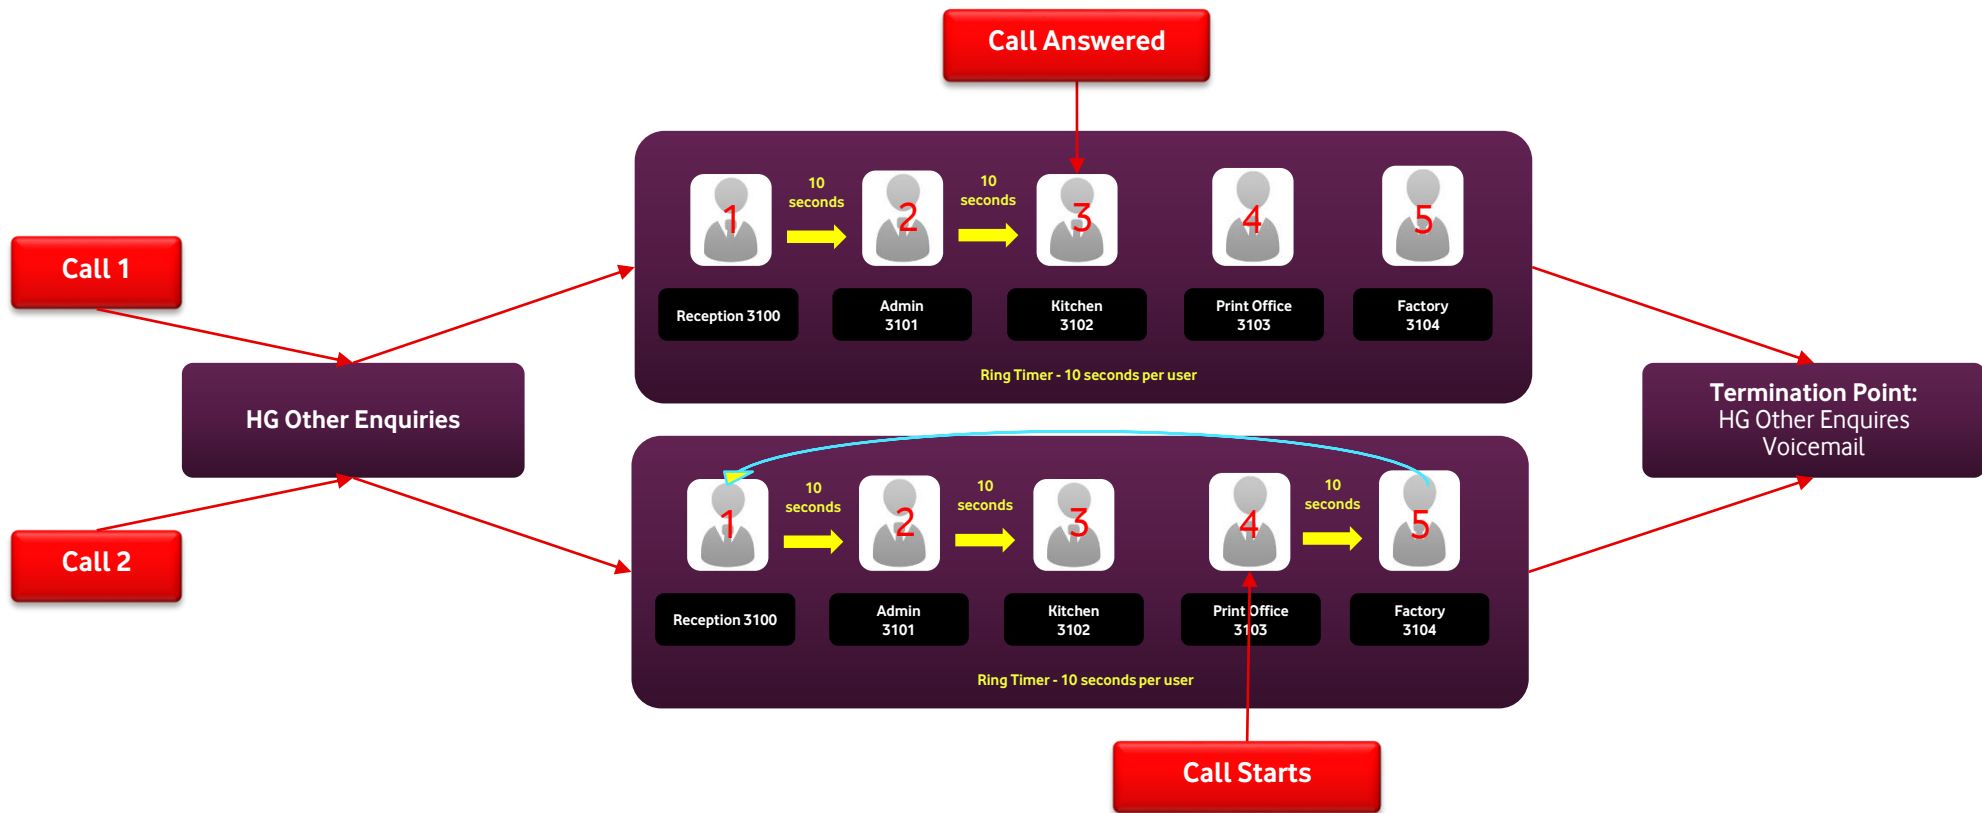 Call Answered
10
seconds
10
seconds
1
2
3
4
5
Call 1
Reception 3100
Admin
3101
Kitchen
3102
Print Office
3103
Factory
3104
Ring Timer - 10 seconds per user
HG Other Enquiries
Termination Point:
HG Other Enquires
Voicemail
10
seconds
10
seconds
10
seconds
1
2
3
4
5
Call 2
Reception 3100
Admin
3101
Kitchen
3102
Print Office
3103
Factory
3104
Ring Timer - 10 seconds per user
Call Starts